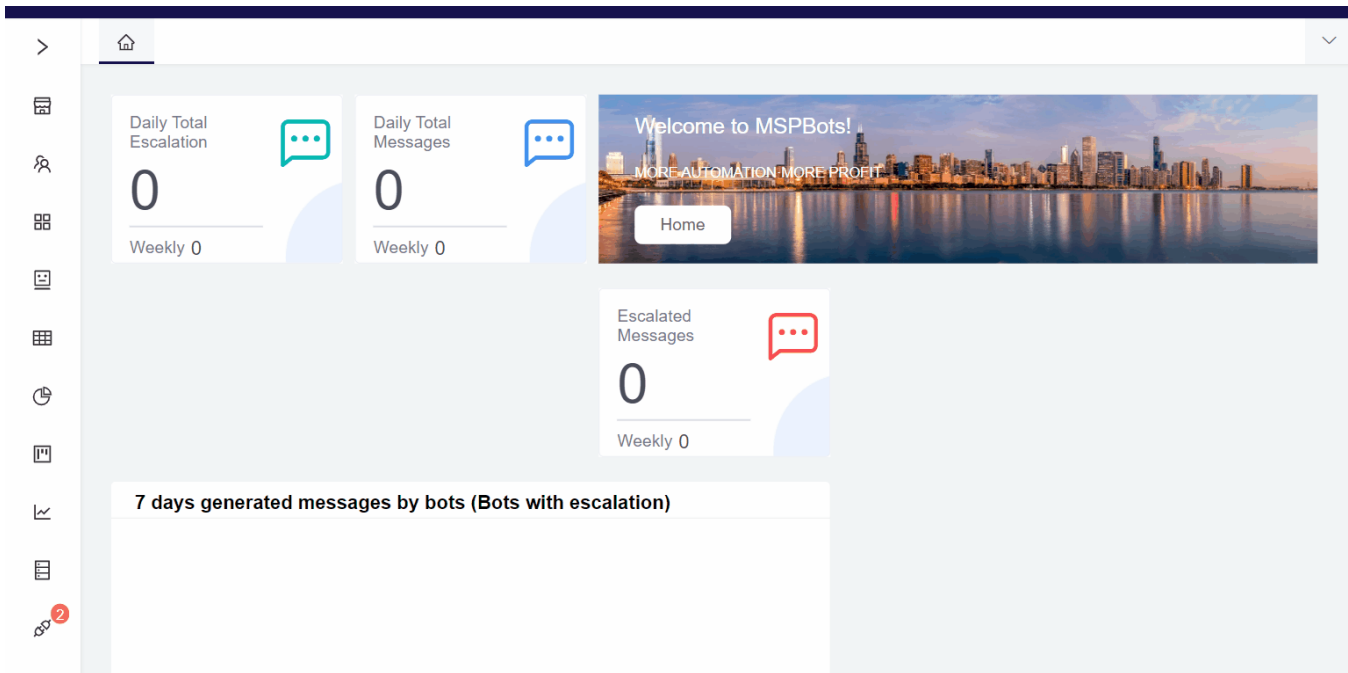 Daily Total
Escalation
0
Weekly 0
Daily Total
Messages
0
Weekly 0
Welcome to MSPBots!
MORE AUTOMATION·MORE PROFIT
Home
Escalated
Messages
0
Weekly 0
7 days generated messages by bots (Bots with escalation)
2